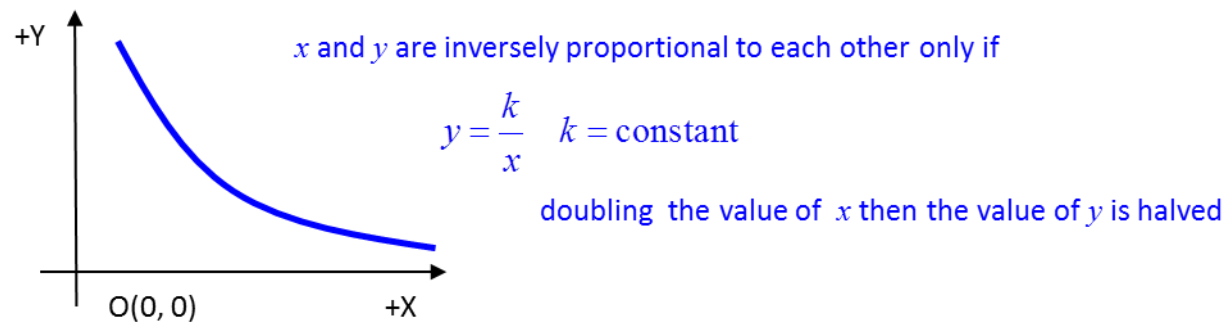 +Y
x and y are inversely proportional to each other only if
y = k/x   k = constant
doubling the value of x then the value of y is halved
O(0, 0)
+X